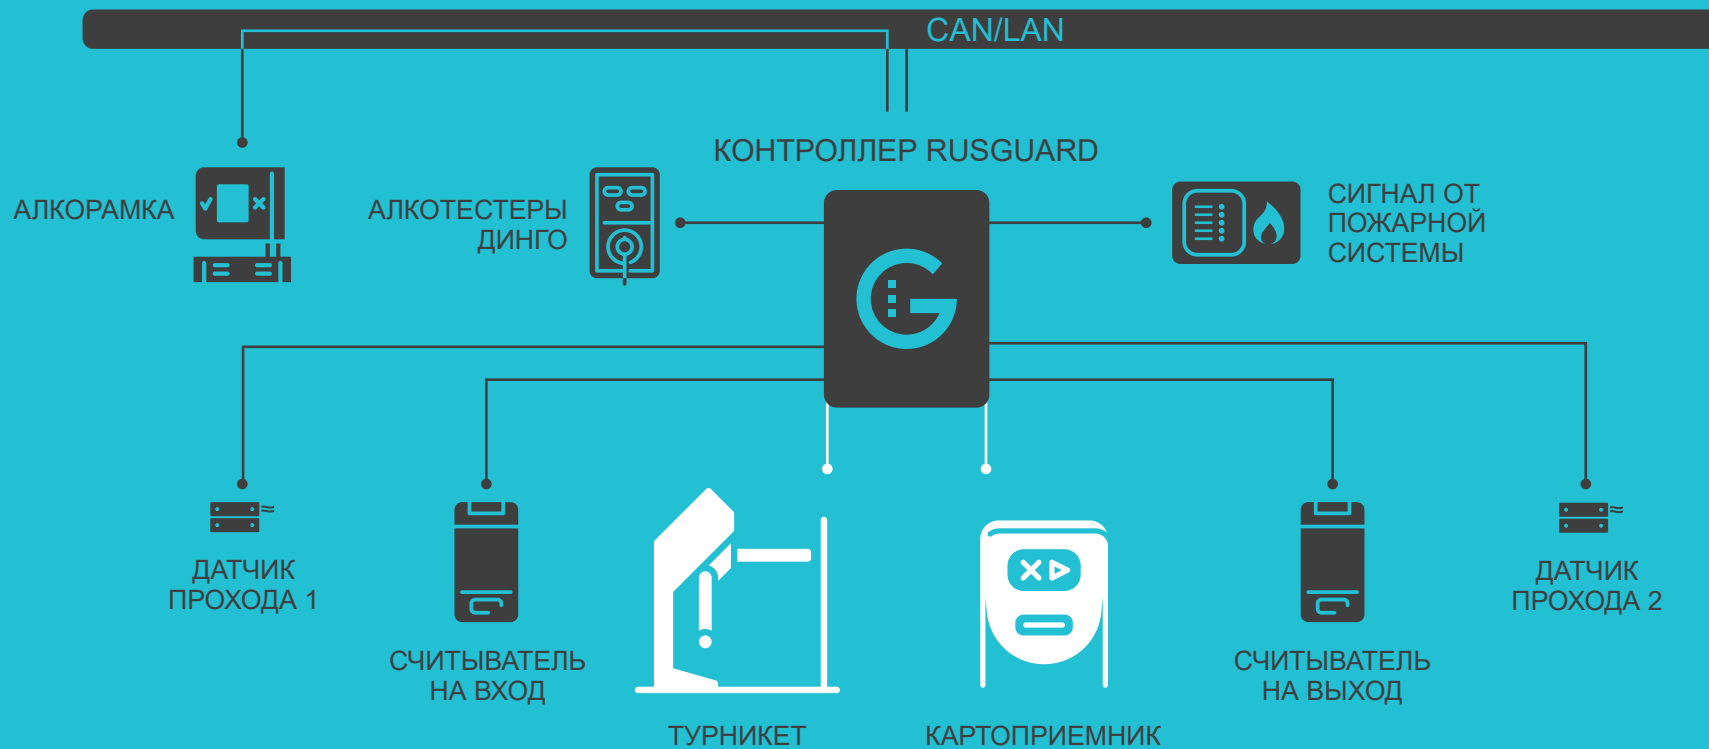 CAN/LAN
КОНТРОЛЛЕР RUSGUARD
АЛКОРАМКА
АЛКОТЕСТЕРЫ
ДИНГО
СИГНАЛ ОТ
ПОЖАРНОЙ
СИСТЕМЫ
ДАТЧИК
ПРОХОДА 1
СЧИТЫВАТЕЛЬ
НА ВХОД
ТУРНИКЕТ
КАРТОПРИЕМНИК
СЧИТЫВАТЕЛЬ
НА ВЫХОД
ДАТЧИК
ПРОХОДА 2